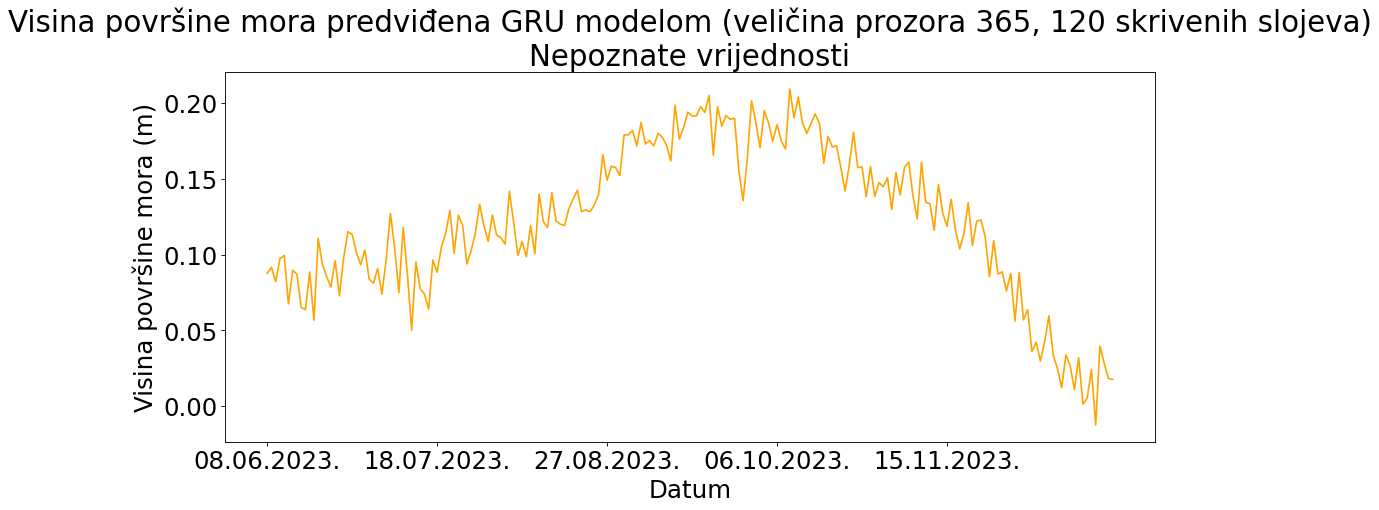 Visina površine mora predviđena GRU modelom (veličina prozora 365, 120 skrivenih slojeva)
Nepoznate vrijednosti
Visina površine mora (m)
0.20
0.15
0.10
0.05
0.00
08.06.2023. 18.07.2023. 27.08.2023. 06.10.2023. 15.11.2023.
Datum